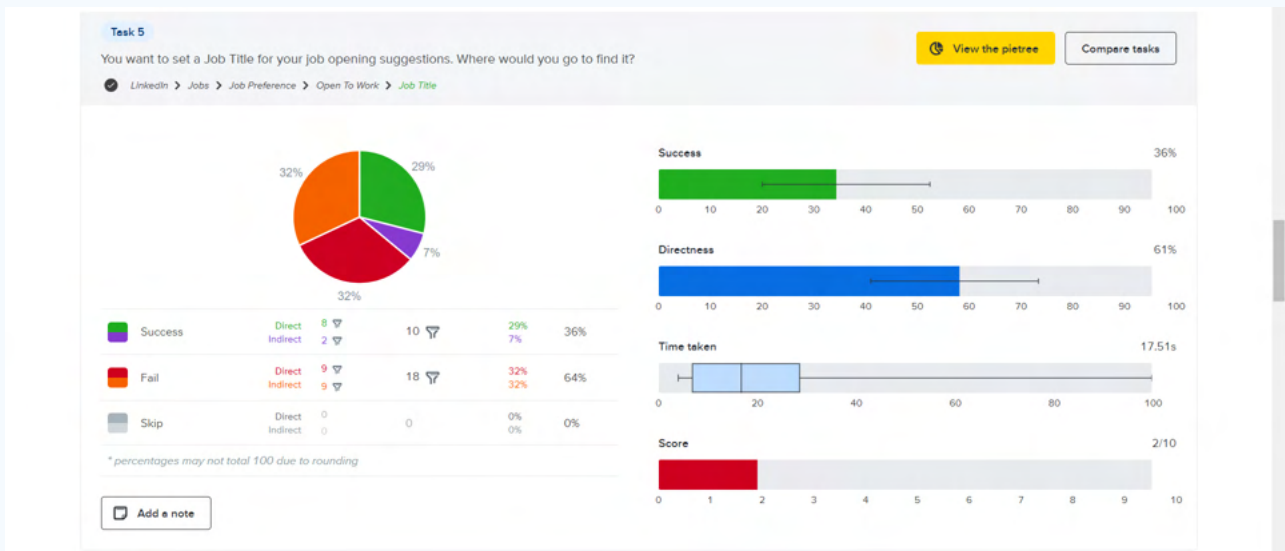 Task 5
You want to set a Job Title for your job opening suggestions. Where would you go to find it?
LinkedIn > Jobs > Job Preference > Open To Work > Job Title
View the pietree
Compare tasks
32%
29%
7%
32%
Success Direct 8 10 29% 36%
Indirect 2 7%
Fail Direct 9 18 32% 64%
Indirect 9 32%
Skip Direct 0 0 0% 0%
Indirect 0 0%
* percentages may not total 100 due to rounding
Add a note
Success 36%
0 10 20 30 40 50 60 70 80 90 100
Directness 61%
0 10 20 30 40 50 60 70 80 90 100
Time taken 17.51s
0 20 40 60 80 100
Score 2/10
0 1 2 3 4 5 6 7 8 9 10